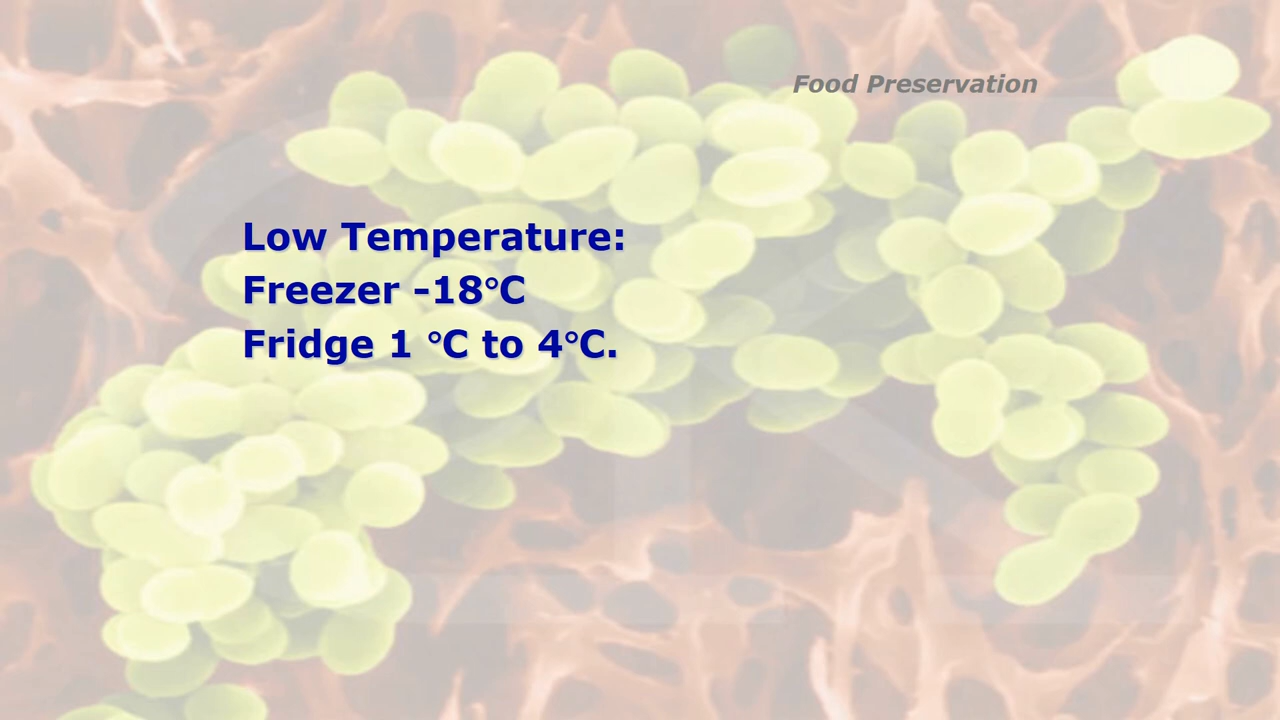 Food Preservation
Low Temperature:
Freezer -18°C
Fridge 1 °C to 4°C.